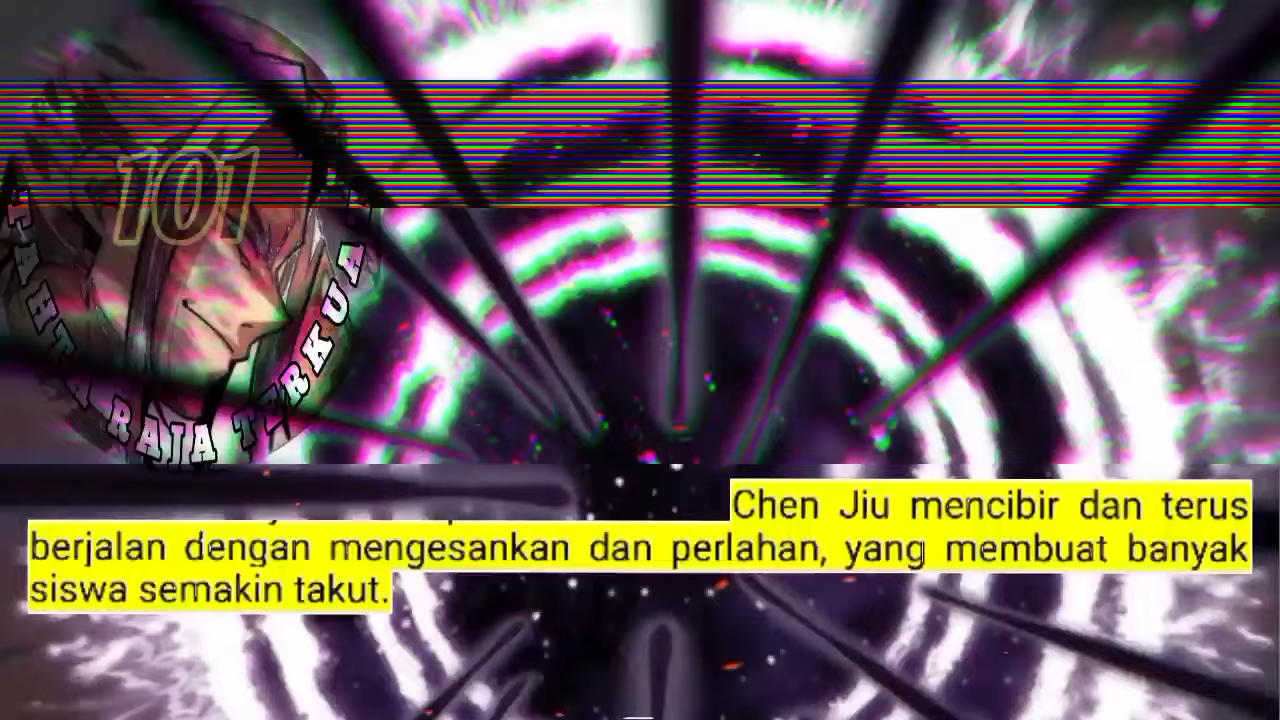 101
TAHTA RAJA TERKUAT
Chen Jiu mencibir dan terus
berjalan dengan mengesankan dan perlahan, yang membuat banyak
siswa semakin takut.